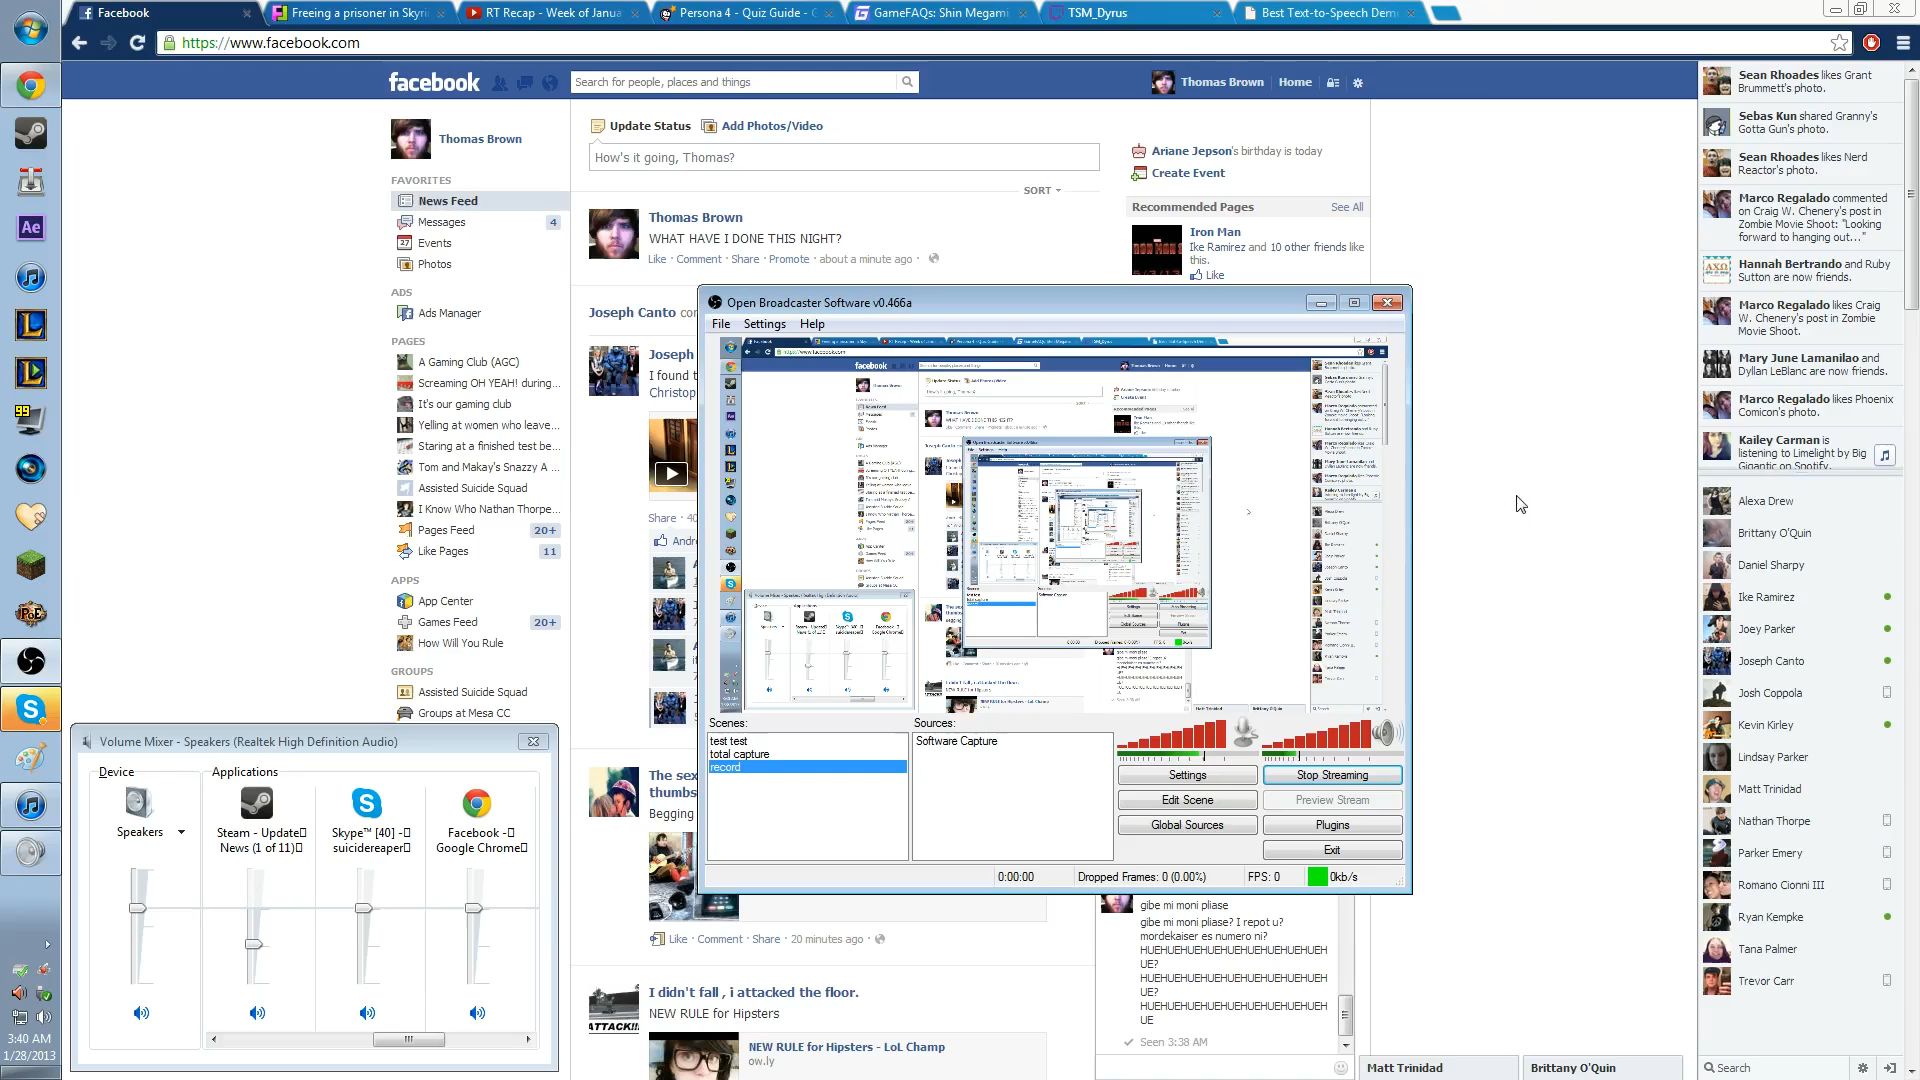 Facebook
Freeing a prisoner in Skyri
RT Recap - Week of Janua
Persona 4 - Quiz Guide - G
GameFAQs: Shin Megami
TSM_Dyrus
Best Text-to-Speech Dem
https://www.facebook.com
facebook
Search for people, places and things
Thomas Brown
Home
Thomas Brown
FAVORITES
News Feed
Messages
4
Events
Photos
ADS
Ads Manager
PAGES
A Gaming Club (AGC)
Screaming OH YEAH! during...
It's our gaming club
Yelling at women who leave...
Staring at a finished test be...
Tom and Makay's Snazzy A ...
Assisted Suicide Squad
I Know Who Nathan Thorpe...
Pages Feed
20+
Like Pages
11
APPS
App Center
Games Feed
20+
How Will You Rule
GROUPS
Assisted Suicide Squad
Groups at Mesa CC
Update Status
Add Photos/Video
How's it going, Thomas?
SORT
Thomas Brown
WHAT HAVE I DONE THIS NIGHT?
Like · Comment · Share · Promote · about a minute ago ·
Joseph Canto
Joseph
I found t
Christop
Share · 40
Andre
The sex
thumbs
Begging
Like · Comment · Share · 20 minutes ago ·
I didn't fall , i attacked the floor.
NEW RULE for Hipsters
ATTACK!!!
NEW RULE for Hipsters - LoL Champ
ow.ly
Ariane Jepson's birthday is today
Create Event
Recommended Pages
See All
Iron Man
Ike Ramirez and 10 other friends like
this.
Like
Open Broadcaster Software v0.466a
File
Settings
Help
Scenes:
test test
total capture
record
Sources:
Software Capture
Settings
Stop Streaming
Edit Scene
Preview Stream
Global Sources
Plugins
Exit
0:00:00
Dropped Frames: 0 (0.00%)
FPS: 0
0kb/s
Volume Mixer - Speakers (Realtek High Definition Audio)
Device
Applications
Speakers
Steam - Update
News (1 of 11)
Skype™ [40] -
suicidereaper
Facebook -
Google Chrome
gibe mi moni pliase
gibe mi moni pliase? I repot u?
mordekaiser es numero ni?
HUEHUEHUEHUEHUEHUEHUEHUEHUEH
UE?
HUEHUEHUEHUEHUEHUEHUEHUEHUEH
UE?
HUEHUEHUEHUEHUEHUEHUEHUEHUEH
UE
Seen 3:38 AM
Matt Trinidad
Brittany O'Quin
Sean Rhoades likes Grant
Brummett's photo.
Sebas Kun shared Granny's
Gotta Gun's photo.
Sean Rhoades likes Nerd
Reactor's photo.
Marco Regalado commented
on Craig W. Chenery's post in
Zombie Movie Shoot: "Looking
forward to hanging out..."
Hannah Bertrando and Ruby
Sutton are now friends.
Marco Regalado likes Craig
W. Chenery's post in Zombie
Movie Shoot.
Mary June Lamanilao and
Dyllan LeBlanc are now friends.
Marco Regalado likes Phoenix
Comicon's photo.
Kailey Carman is
listening to Limelight by Big
Gigantic on Spotify.
Alexa Drew
Brittany O'Quin
Daniel Sharpy
Ike Ramirez
Joey Parker
Joseph Canto
Josh Coppola
Kevin Kirley
Lindsay Parker
Matt Trinidad
Nathan Thorpe
Parker Emery
Romano Cionni III
Ryan Kempke
Tana Palmer
Trevor Carr
Search
Ae
99
PoE
3:40 AM
1/28/2013